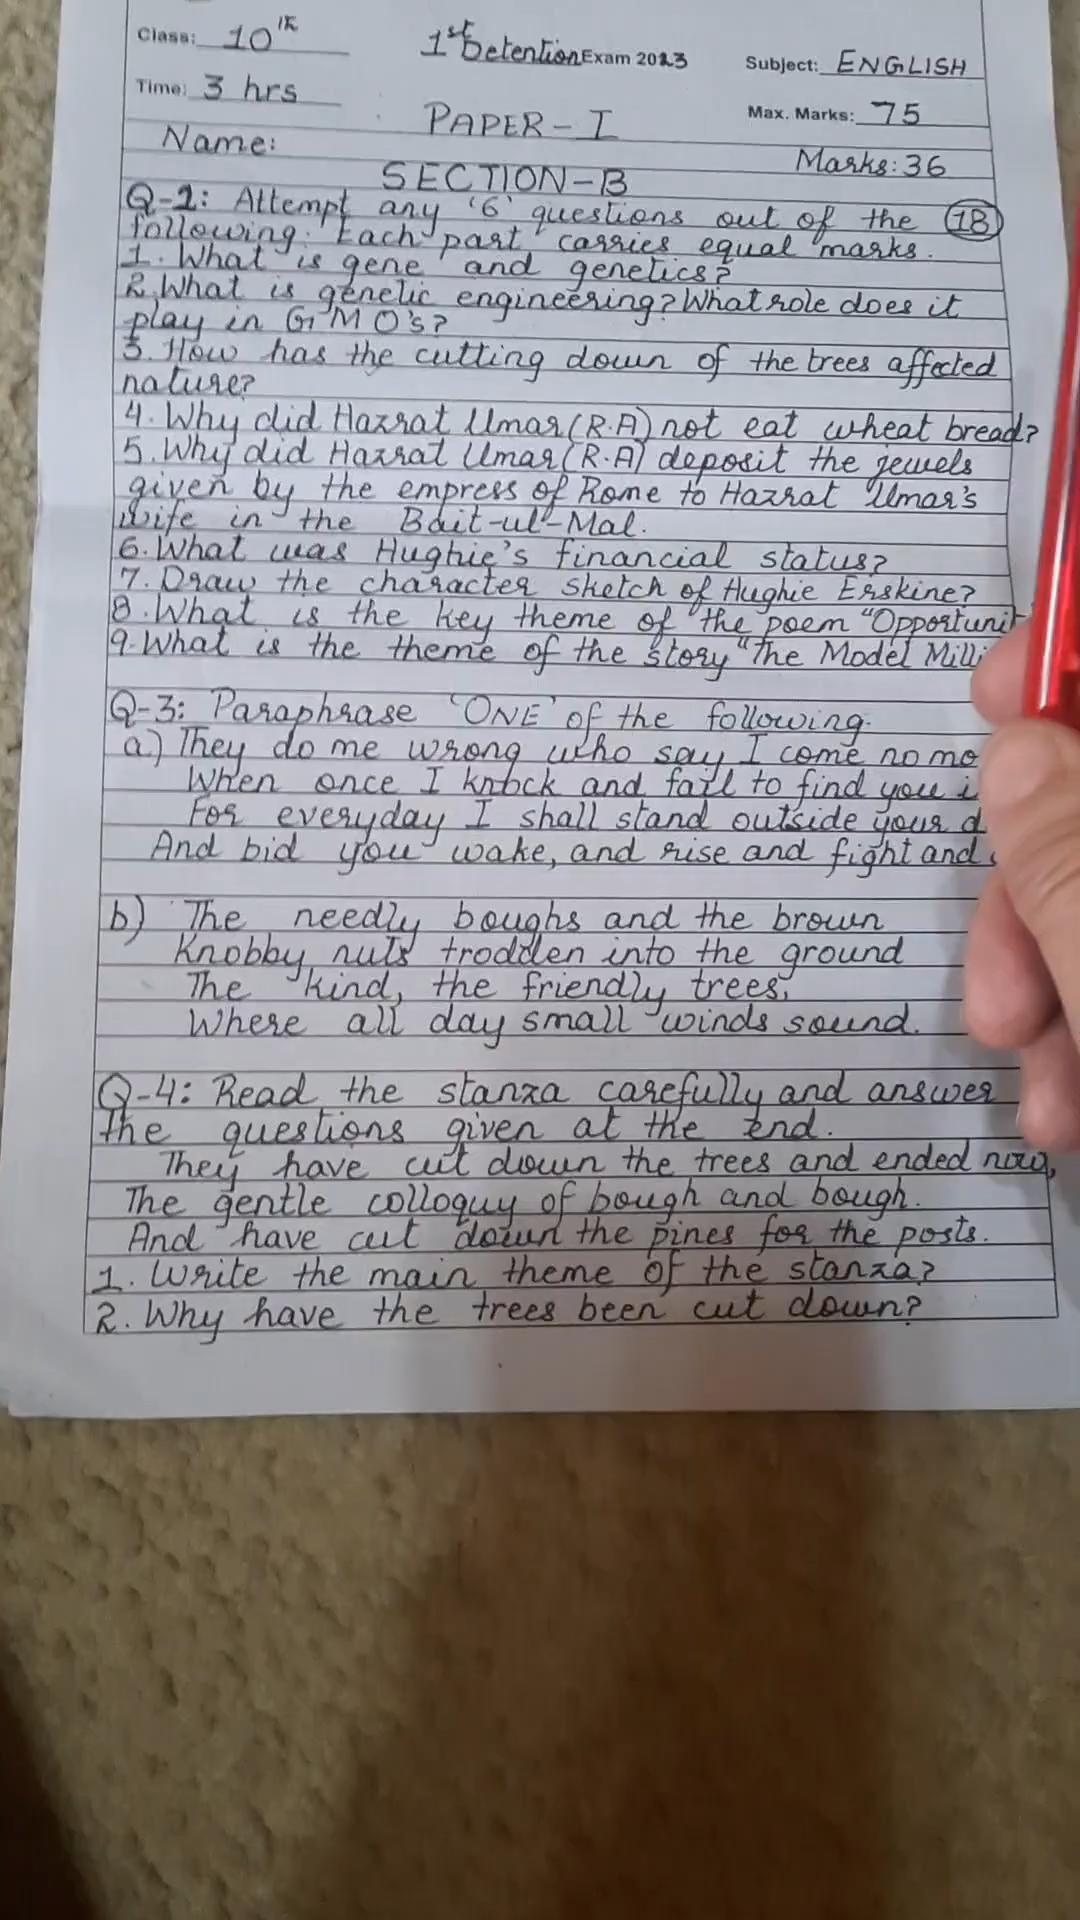 Class: 10th
1st Detention Exam 2023
Subject: ENGLISH
Time: 3 hrs
PAPER-I
Max. Marks: 75
Name:
Marks: 36
SECTION-B
Q-2: Attempt any '6' questions out of the (18)
following. Each part carries equal marks.
1. What is gene and genetics?
2. What is genetic engineering? What role does it
play in GMO's?
3. How has the cutting down of the trees affected
nature?
4. Why did Hazrat Umar (R.A) not eat wheat bread?
5. Why did Hazrat Umar (R.A) deposit the jewels
given by the empress of Rome to Hazrat Umar's
wife in the Bait-ul-Mal.
6. What was Hughie's financial status?
7. Draw the character sketch of Hughie Erskine?
8. What is the key theme of the poem "Opportunit
9. What is the theme of the story "The Model Milli
Q-3: Paraphrase 'ONE' of the following.
a) They do me wrong who say I come no mo
When once I knock and fail to find you i
For everyday I shall stand outside your d
And bid you wake, and rise and fight and
b) The needly boughs and the brown
Knobby nuts trodden into the ground
The kind, the friendly trees,
Where all day small winds sound.
Q-4: Read the stanza carefully and answer
the questions given at the end.
They have cut down the trees and ended now,
The gentle colloquy of bough and bough.
And have cut down the pines for the posts.
1. Write the main theme of the stanza?
2. Why have the trees been cut down?